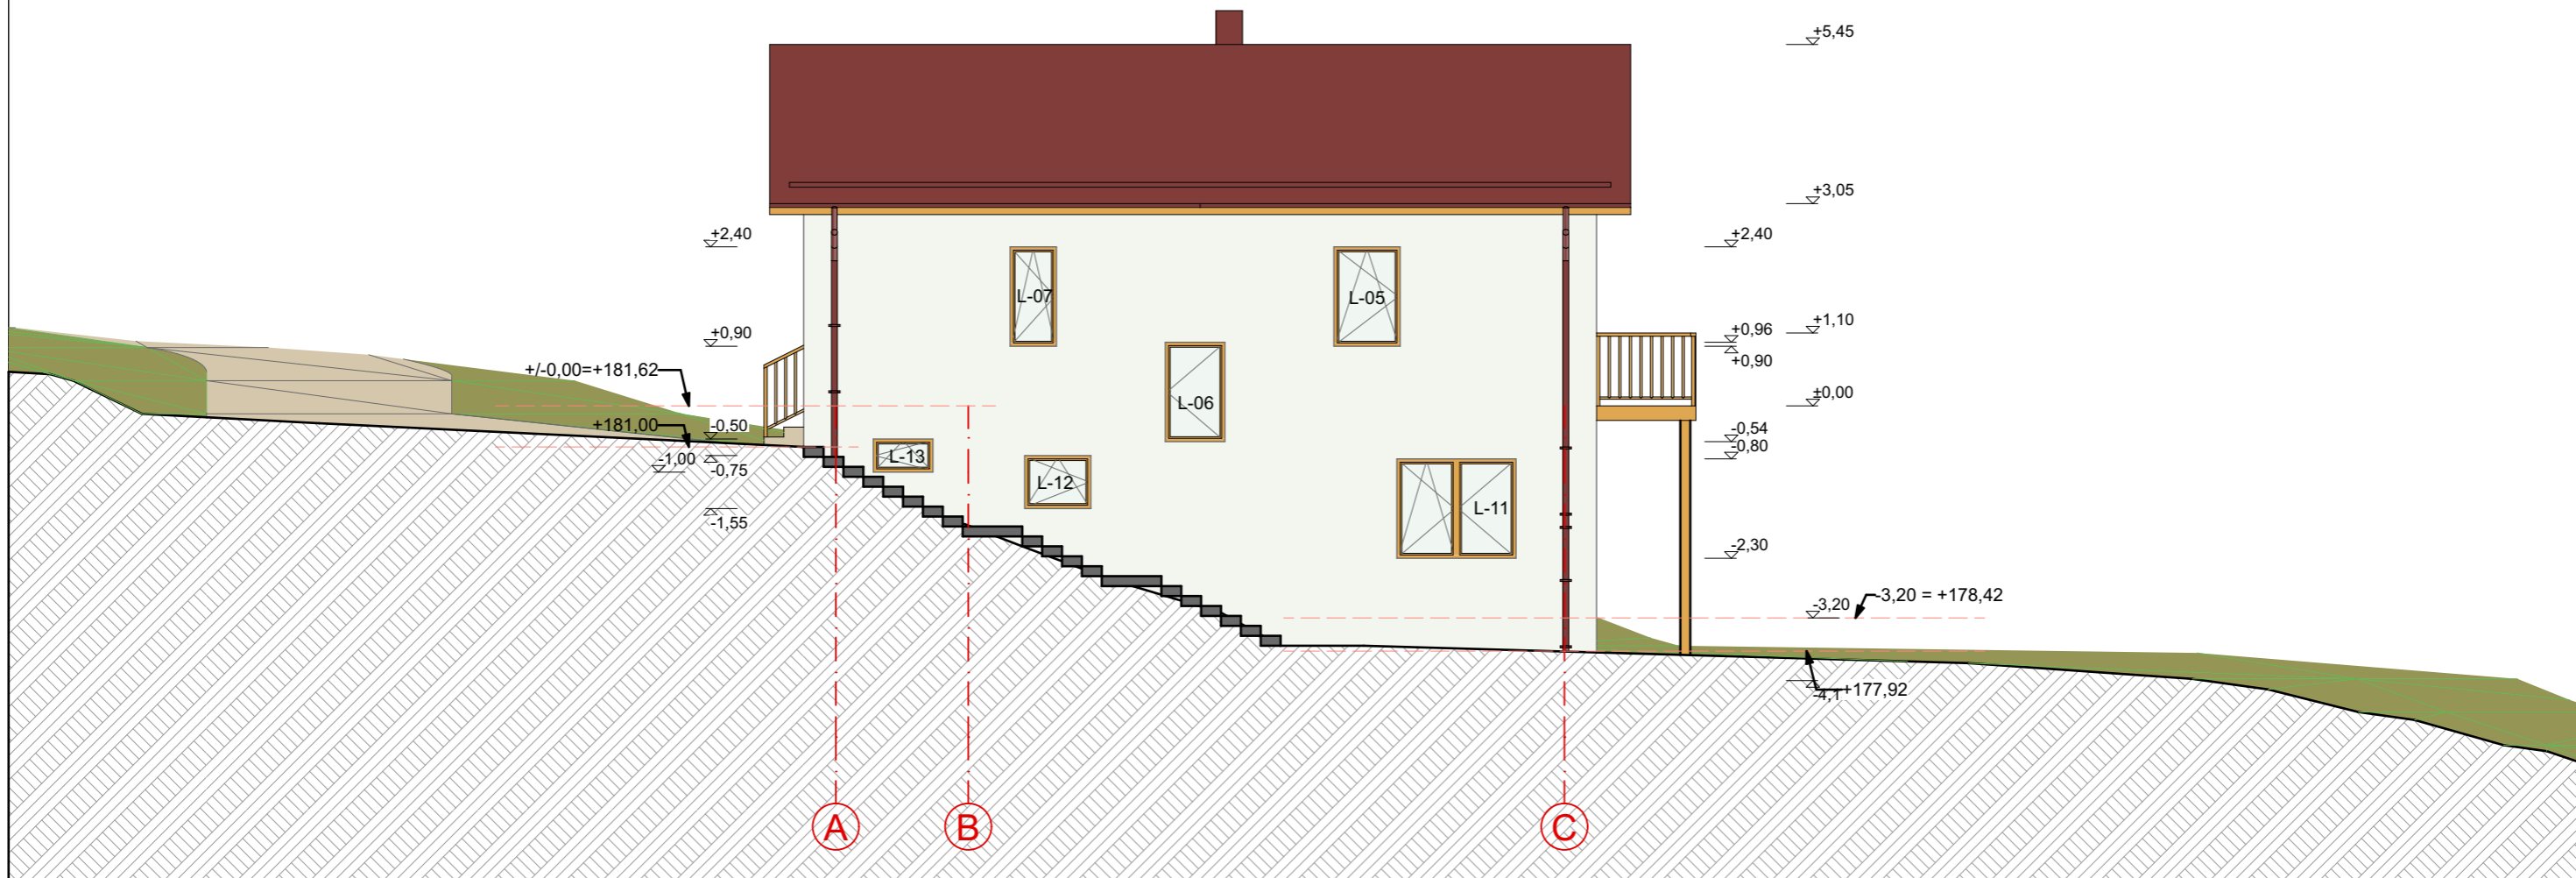 +5,45
+3,05
+2,40
+2,40
L-07
L-05
+0,90
+0,96
+1,10
+0,90
+/-0,00=+181,62
±0,00
L-06
+181,00
-0,50
-0,54
-0,80
-1,00
-0,75
L-13
L-12
L-11
-1,55
-2,30
-3,20
-3,20 = +178,42
-4,1
+177,92
A
B
C